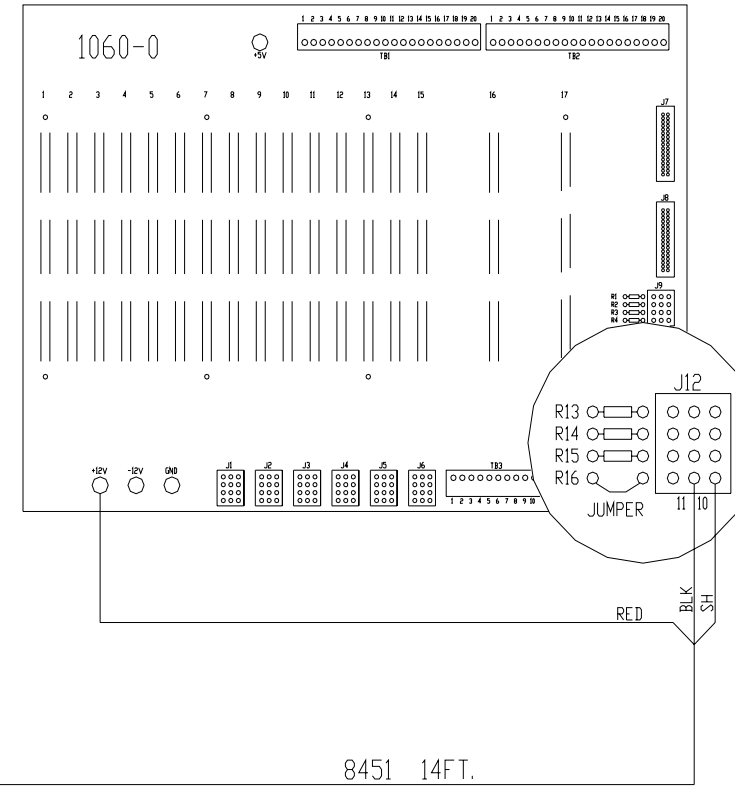 1 2 3 4 5 6 7 8 9 10 11 12 13 14 15 16 17 18 19 20
1 2 3 4 5 6 7 8 9 10 11 12 13 14 15 16 17 18 19 20
1060-0
+5V
TB1
TB2
1 2 3 4 5 6 7 8 9 10 11 12 13 14 15 16 17
J7
J8
J9
R1
R2
R3
R4
J12
R13
R14
R15
R16
JUMPER
11 10
+12V
-12V
GND
J1
J2
J3
J4
J5
J6
TB3
1 2 3 4 5 6 7 8 9 10
RED
BLK
SH
8451 14FT.